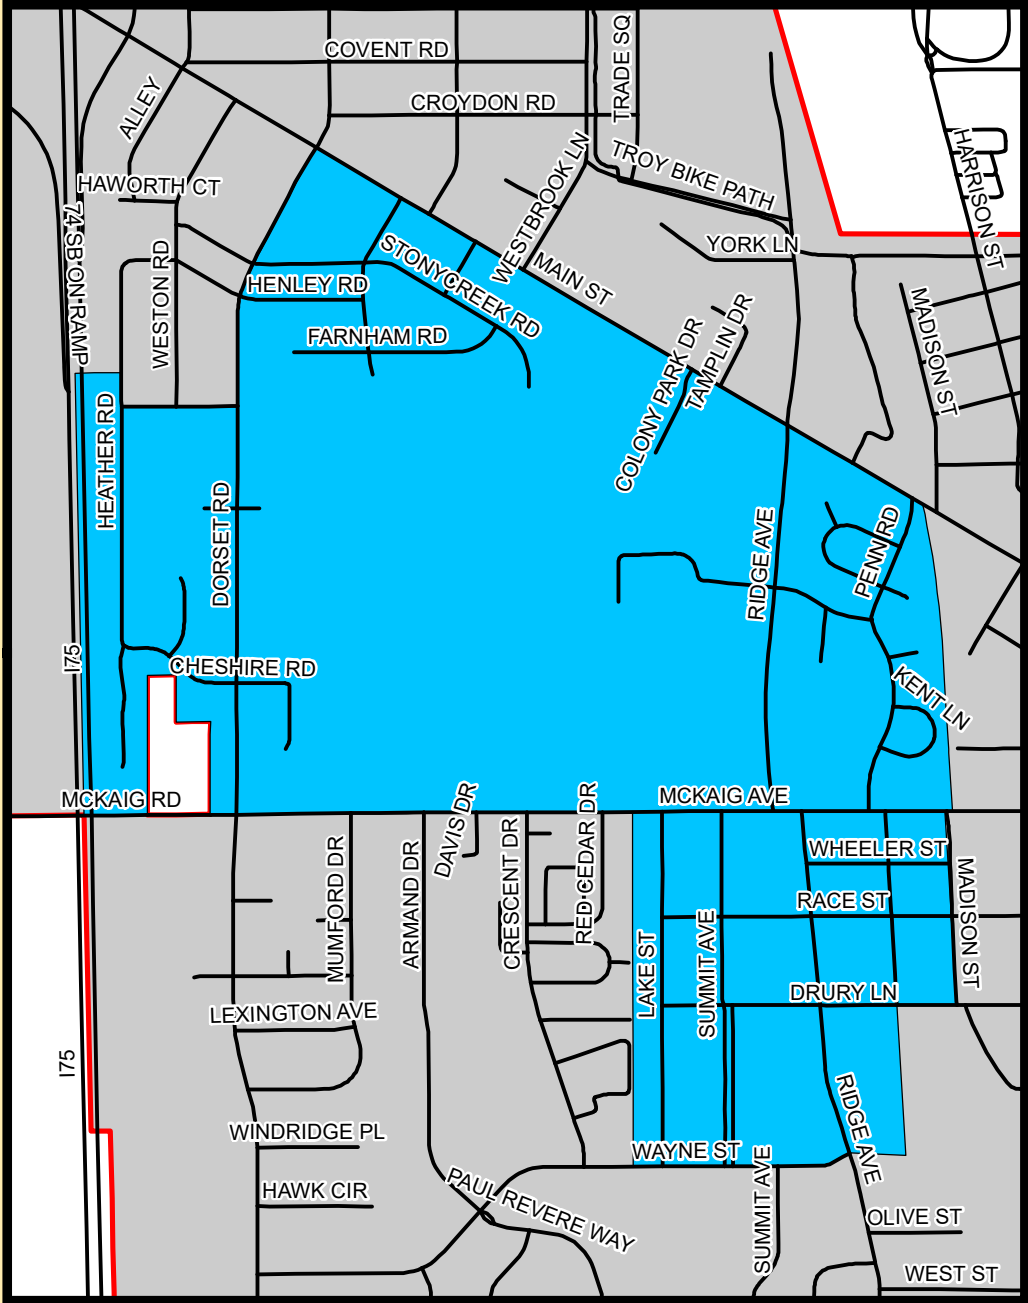 COVENT RD
TRADE SQ
CROYDON RD
ALLEY
HARRISON ST
TROY BIKE PATH
HAWORTH CT
WESTBROOK LN
74 SB ON RAMP
YORK LN
WESTON RD
STONYCREEK RD
MAIN ST
HENLEY RD
FARNHAM RD
MADISON ST
TAMPLIN DR
COLONY PARK DR
HEATHER RD
DORSET RD
RIDGE AVE
PENN RD
I75
CHESHIRE RD
KENT LN
MCKAIG RD
MCKAIG AVE
DAVIS DR
RED CEDAR DR
CRESCENT DR
MUMFORD DR
ARMAND DR
WHEELER ST
RACE ST
MADISON ST
LAKE ST
SUMMIT AVE
DRURY LN
LEXINGTON AVE
I75
RIDGE AVE
WINDRIDGE PL
WAYNE ST
HAWK CIR
PAUL REVERE WAY
SUMMIT AVE
OLIVE ST
WEST ST